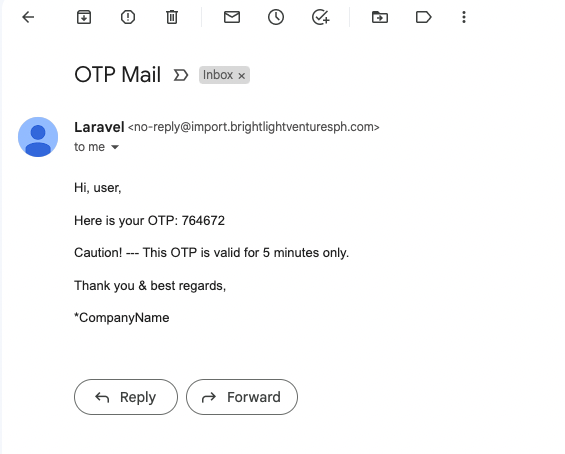 OTP Mail
Inbox ×
Laravel <no-reply@import.brightlightventuresph.com>
to me
Hi, user,
Here is your OTP: 764672
Caution! --- This OTP is valid for 5 minutes only.
Thank you & best regards,
*CompanyName
Reply
Forward